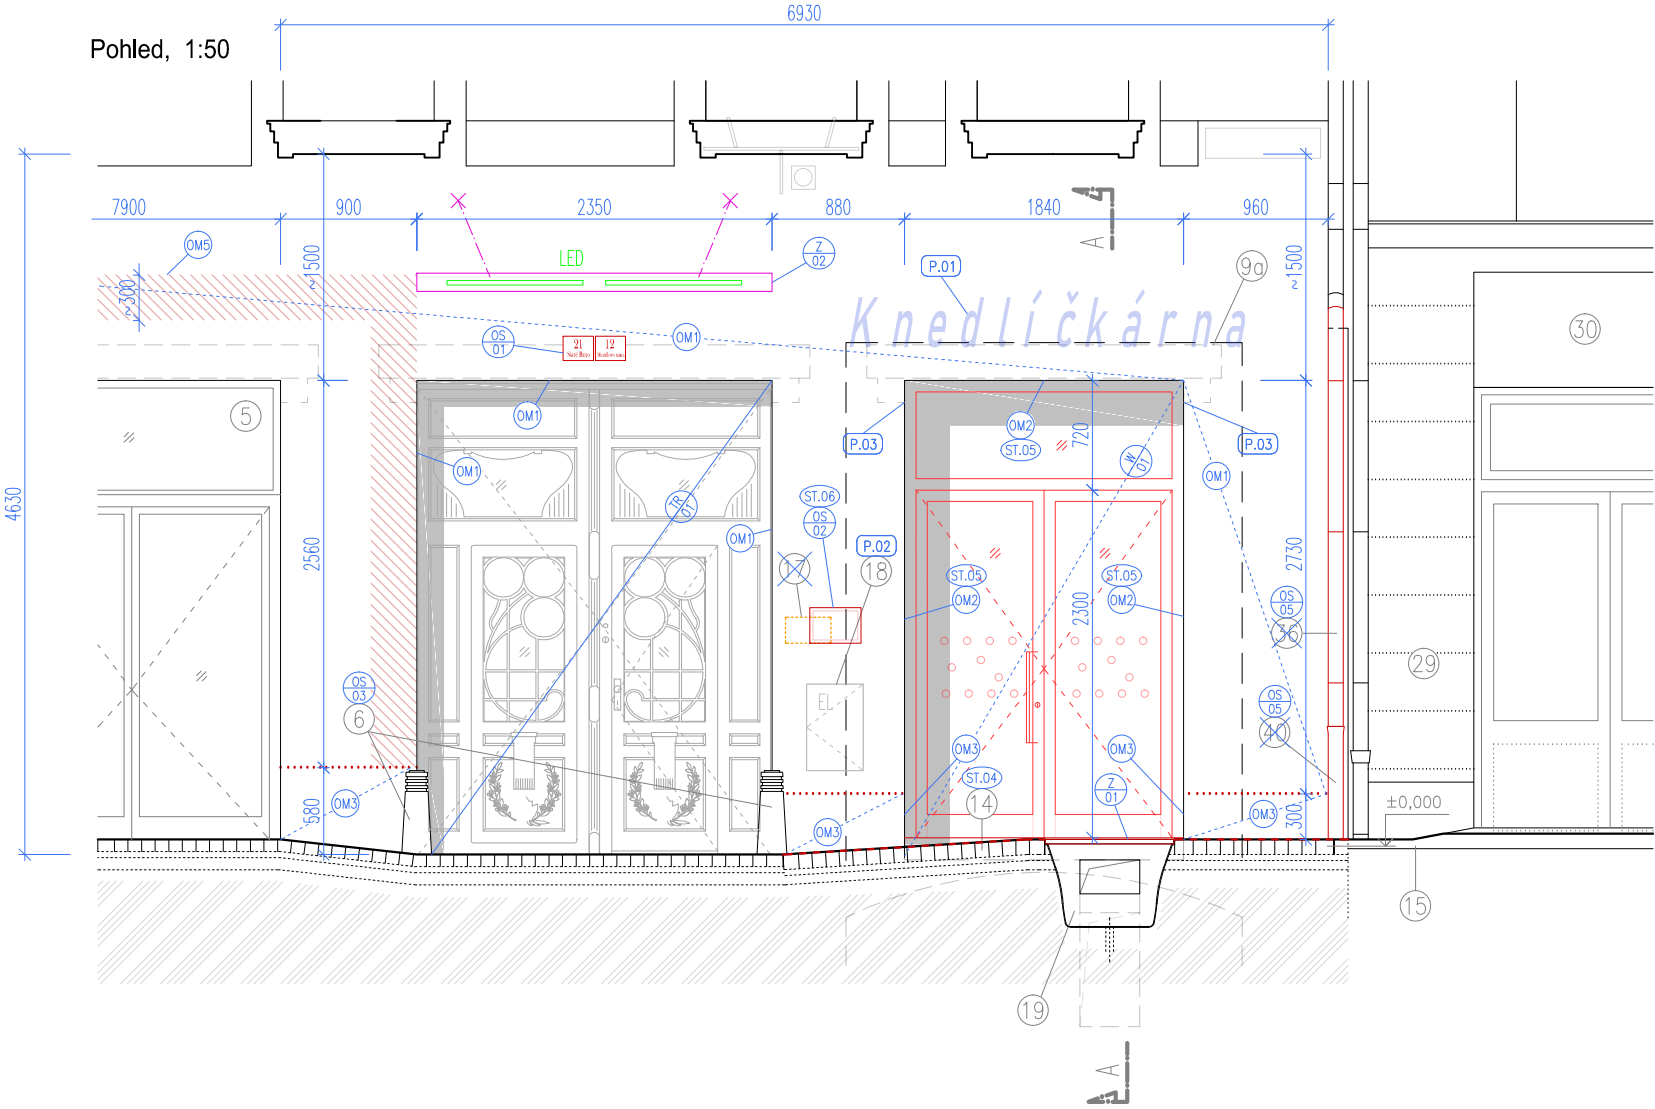 6930
Pohled, 1:50
7900
900
2350
880
1840
960
A
OM5
~1500
~300
LED
Z
02
P.01
9a
~1500
Knedlíčkárna
OS
01
21
12
OM1
30
5
OM1
OM2
ST.05
720
P.03
P.03
W
01
OM1
OM1
TR
01
ST.06
OS
02
OM1
4630
2560
17
P.02
18
ST.05
OM2
ST.05
OM2
2300
2730
OS
05
36
29
OS
03
6
EL
OS
05
40
OM3
OM3
ST.04
14
Z
01
OM3
580
OM3
OM3
300
±0,000
15
19
A